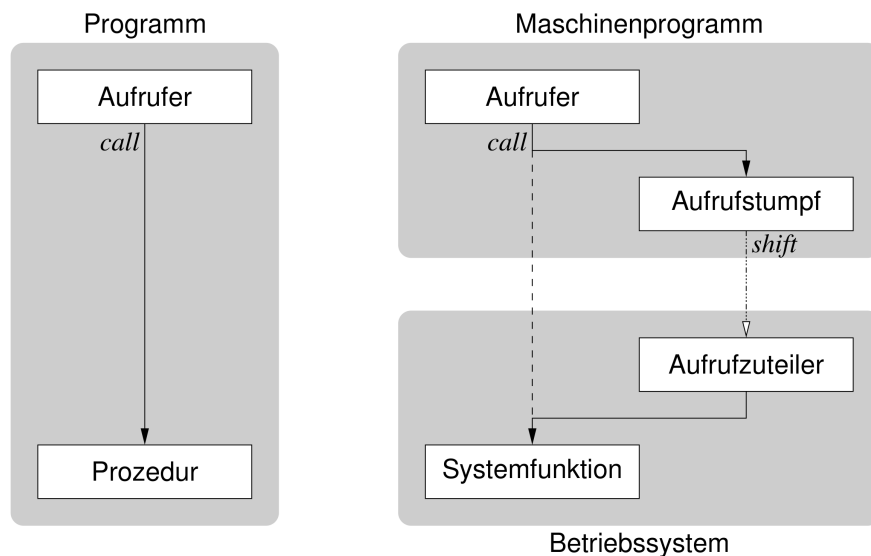 Programm
Aufrufer
call
Prozedur
Maschinenprogramm
Aufrufer
call
Aufrufstumpf
shift
Aufrufzuteiler
Systemfunktion
Betriebssystem